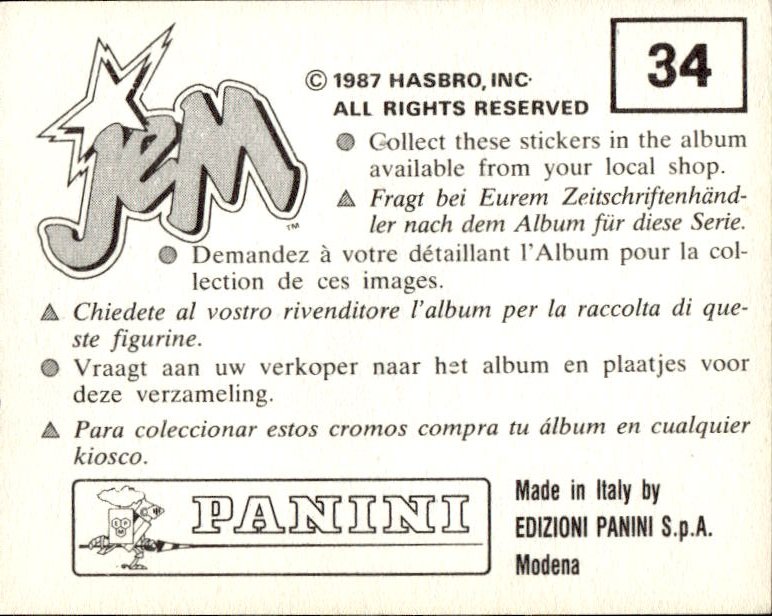 34
JEM
TM
© 1987 HASBRO, INC.
ALL RIGHTS RESERVED
Collect these stickers in the album
available from your local shop.
Fragt bei Eurem Zeitschriftenhänd-
ler nach dem Album für diese Serie.
Demandez à votre détaillant l'Album pour la col-
lection de ces images.
Chiedete al vostro rivenditore l'album per la raccolta di que-
ste figurine.
Vraagt aan uw verkoper naar het album en plaatjes voor
deze verzameling.
Para coleccionar estos cromos compra tu álbum en cualquier
kiosco.
PANINI
Made in Italy by
EDIZIONI PANINI S.p.A.
Modena